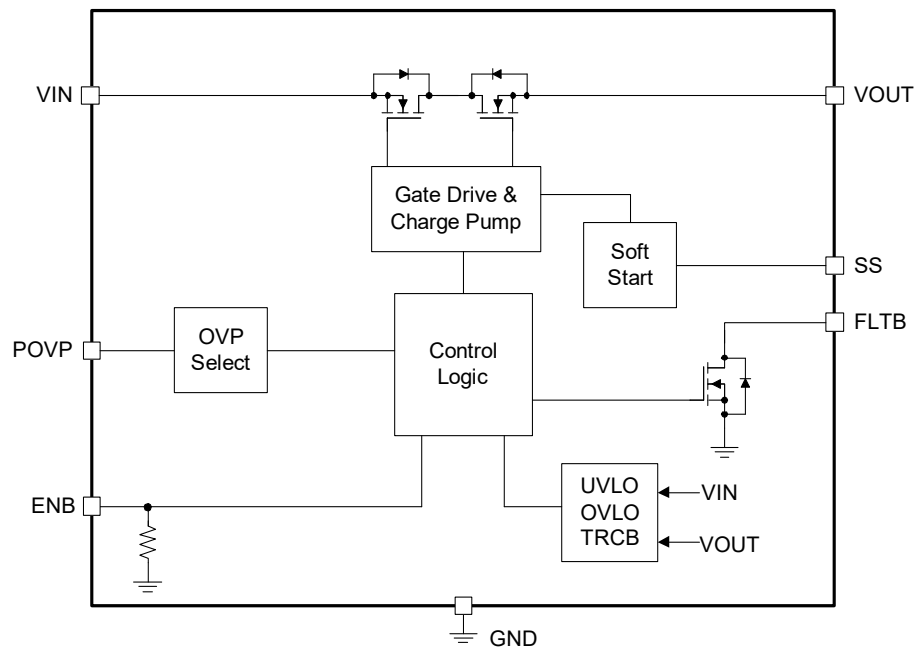 VIN
VOUT
Gate Drive &
Charge Pump
Soft
Start
SS
FLTB
POVP
OVP
Select
Control
Logic
ENB
UVLO
OVLO
TRCB
VIN
VOUT
GND